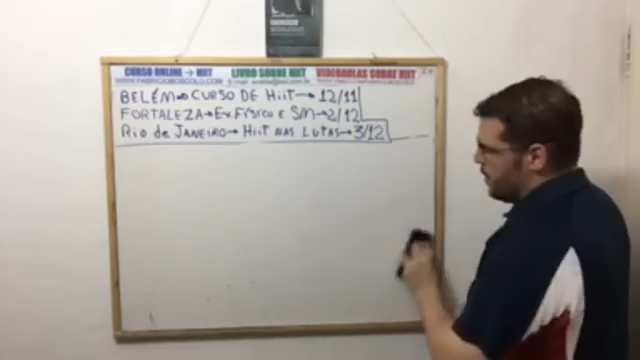 CURSO ONLINE → HIIT LIVRO SOBRE HIIT VIDEOAULAS SOBRE HIIT
BELÉM → CURSO DE HIIT → 12/11
FORTALEZA → Ex. Físico E SM → 2/12
RIO de JANEIRO → HIIT NAS LUTAS → 3/12